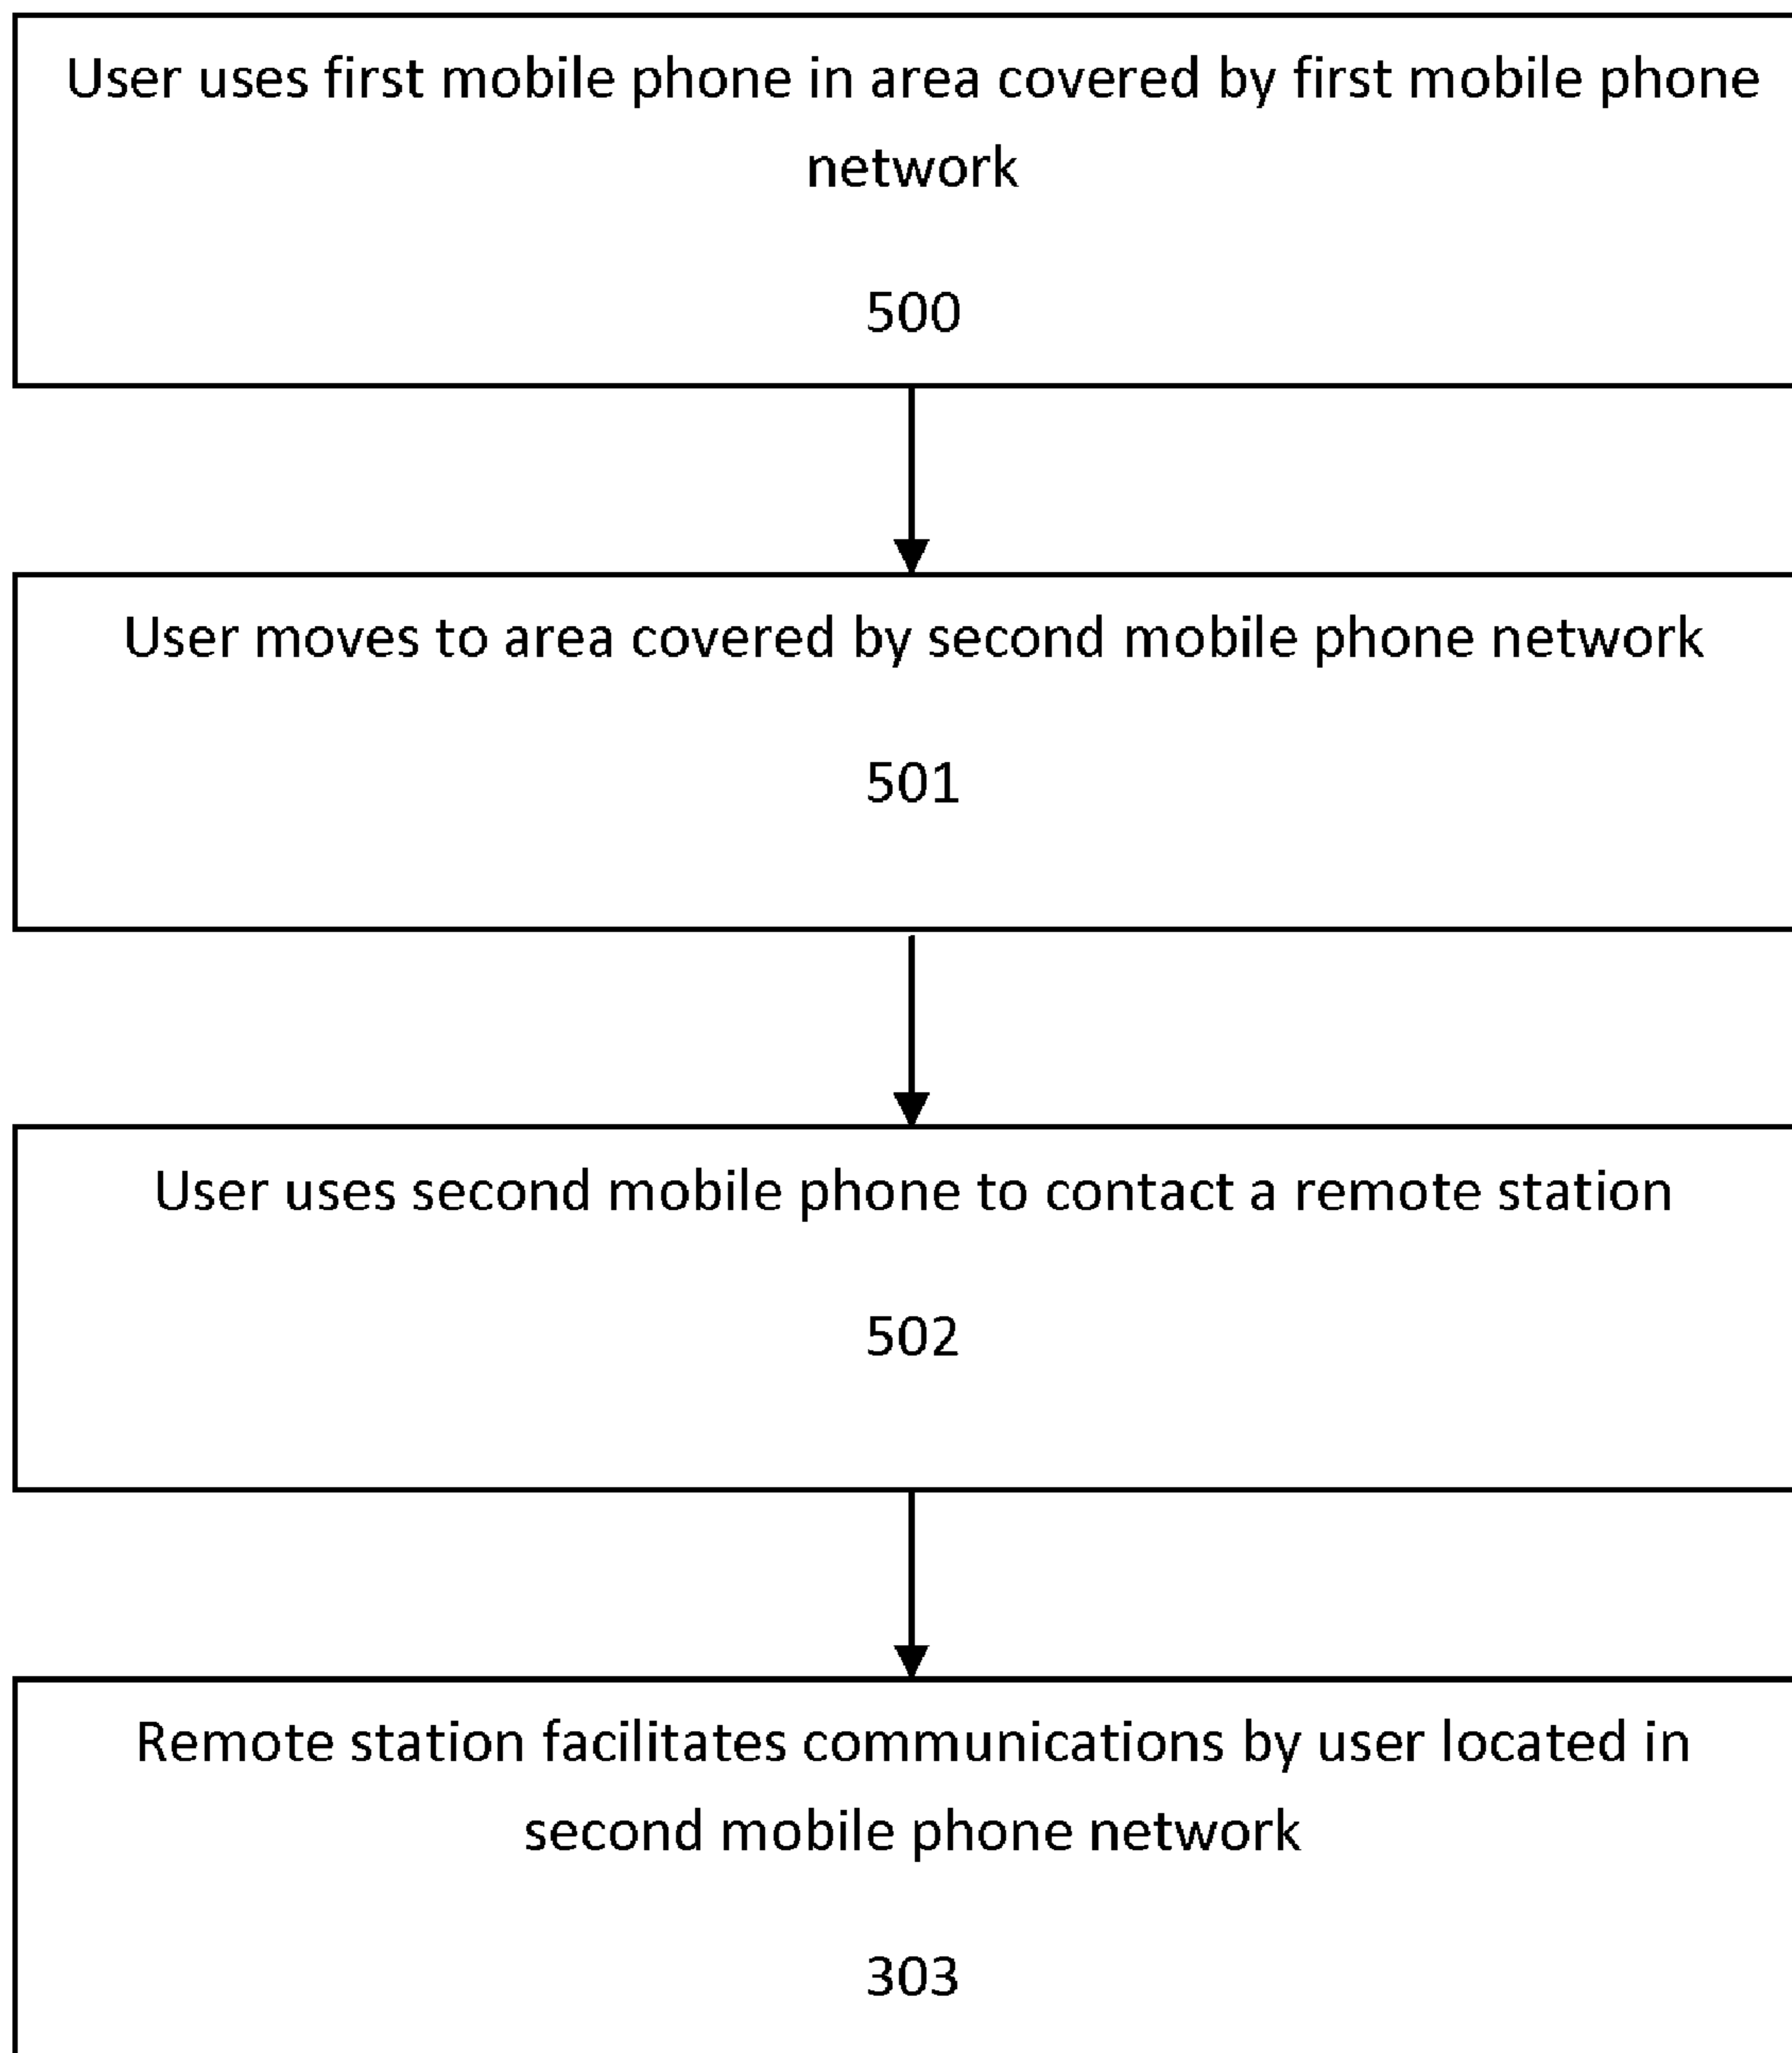 User uses first mobile phone in area covered by first mobile phone
network
500
User moves to area covered by second mobile phone network
501
User uses second mobile phone to contact a remote station
502
Remote station facilitates communications by user located in
second mobile phone network
303